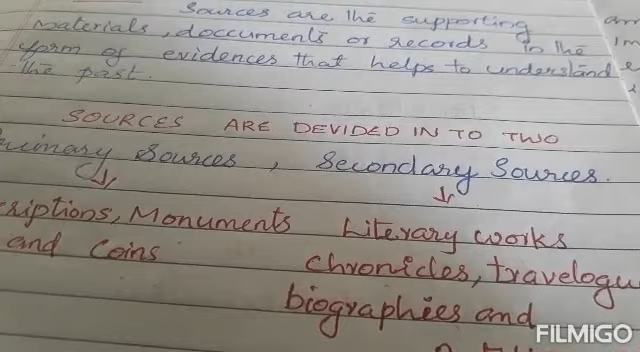 Sources are the supporting
materials, doccuments or records in the
form of evidences that helps to understand
the past.
SOURCES ARE DEVIDED IN TO TWO
Sources, Secondary Sources.
Monuments Literary works
and Coins chronicles,
biographies and
FILMIGO